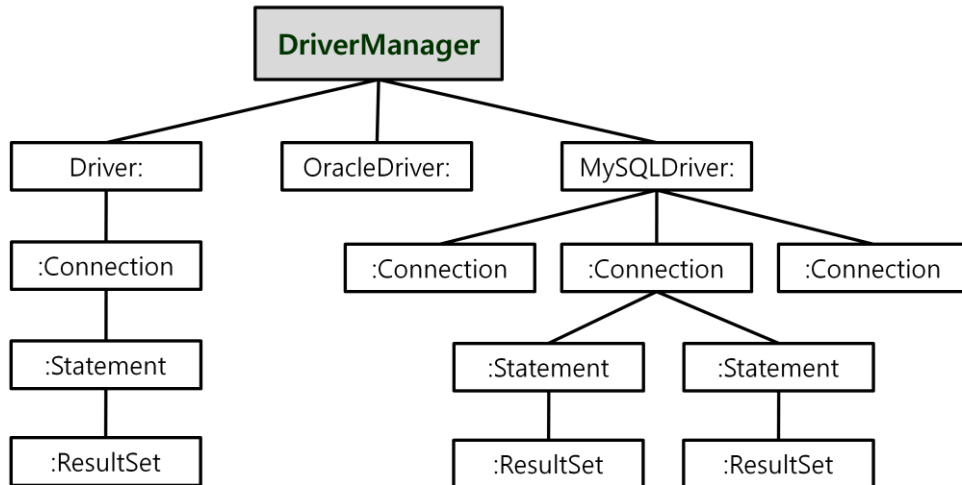 DriverManager
Driver:
OracleDriver:
MySQLDriver:
:Connection
:Connection
:Connection
:Connection
:Statement
:Statement
:Statement
:ResultSet
:ResultSet
:ResultSet